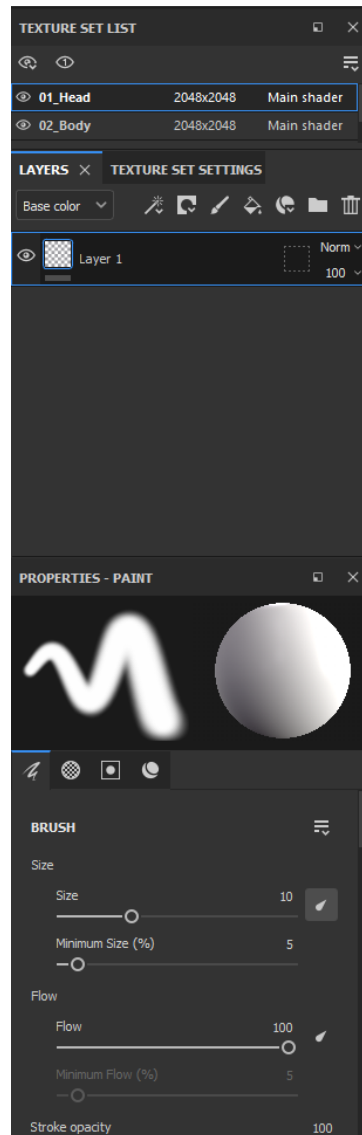 TEXTURE SET LIST
1
01_Head 2048x2048 Main shader
02_Body 2048x2048 Main shader
LAYERS TEXTURE SET SETTINGS
Base color
Layer 1 Norm
100
PROPERTIES - PAINT
BRUSH
Size
Size 10
Minimum Size (%) 5
Flow
Flow 100
Minimum Flow (%) 5
Stroke opacity 100